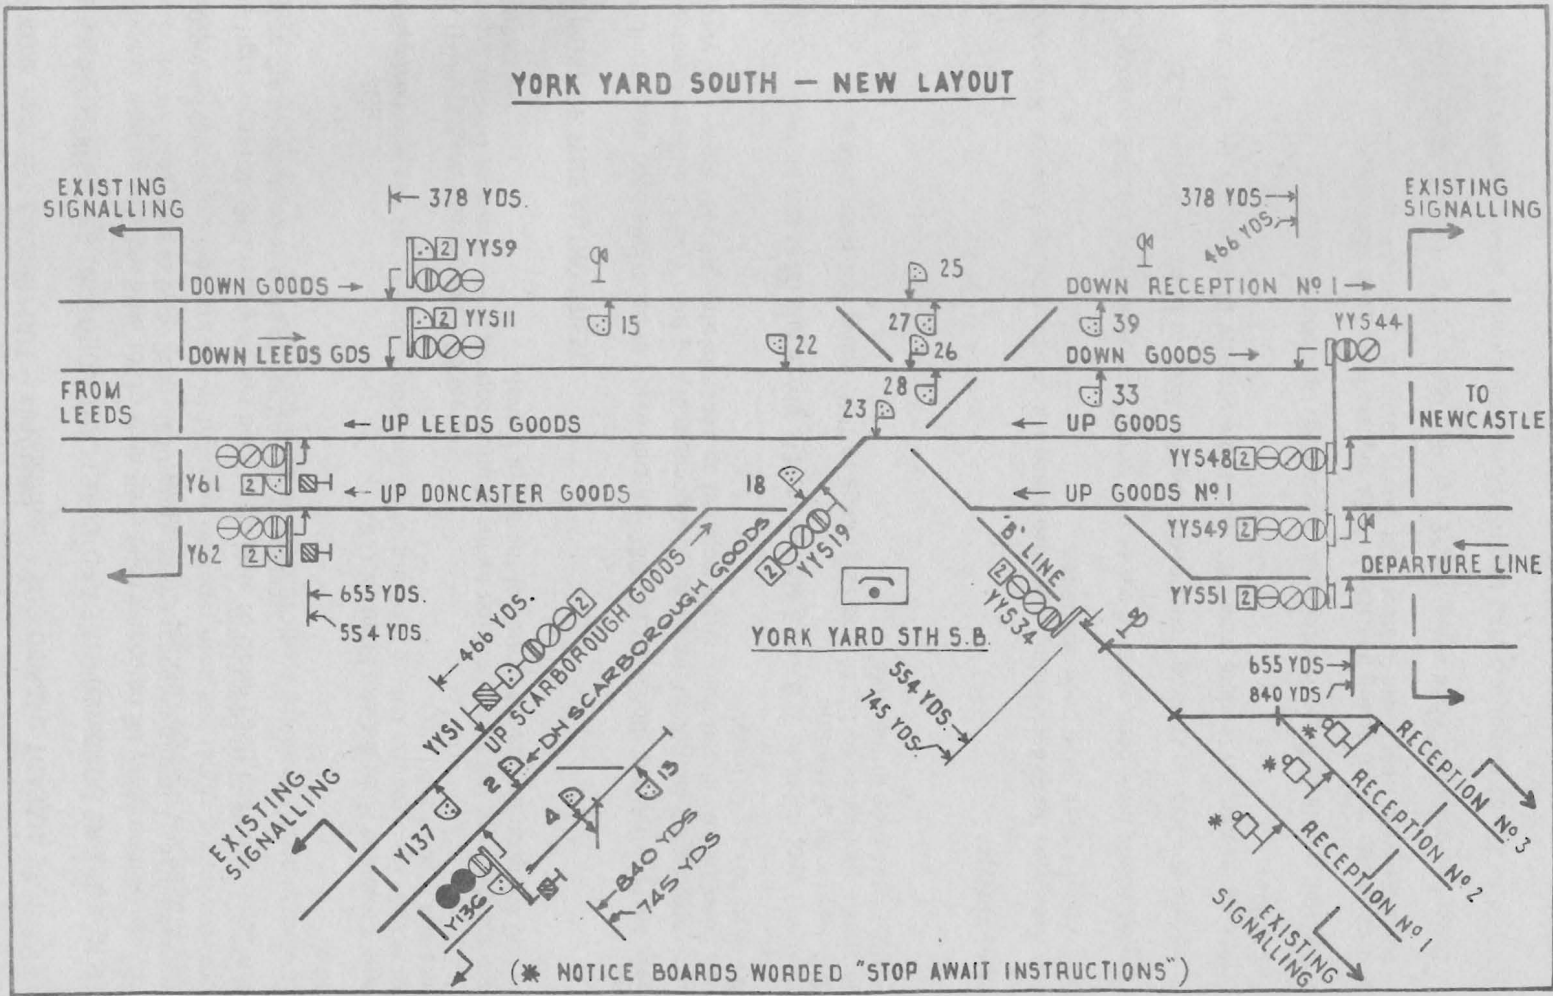 YORK YARD SOUTH — NEW LAYOUT
EXISTING
SIGNALLING
378 YDS.
378 YDS.
466 YDS.
EXISTING
SIGNALLING
2 YYS9
DOWN GOODS →
25
DOWN RECEPTION Nº 1 →
2 YYS11
15
27
39
YYS44
DOWN LEEDS GDS
22
26
DOWN GOODS →
FROM
LEEDS
28
33
TO
NEWCASTLE
23
← UP LEEDS GOODS
← UP GOODS
YYS48 2
Y61 2
← UP DONCASTER GOODS
18
← UP GOODS Nº 1
Y62 2
2 YYS19
'B' LINE
YYS49 2
DEPARTURE LINE
655 YDS.
554 YDS
2 YYS34
YYS51 2
466 YDS.
2
YYS1
UP SCARBOROUGH GOODS →
← DN SCARBOROUGH GOODS
YORK YARD STH S.B.
554 YDS.
745 YDS
655 YDS
840 YDS
2
4
13
Y137
Y136
840 YDS
745 YDS
EXISTING
SIGNALLING
*
*
*
RECEPTION Nº 3
RECEPTION Nº 2
RECEPTION Nº 1
EXISTING
SIGNALLING
(* NOTICE BOARDS WORDED "STOP AWAIT INSTRUCTIONS")